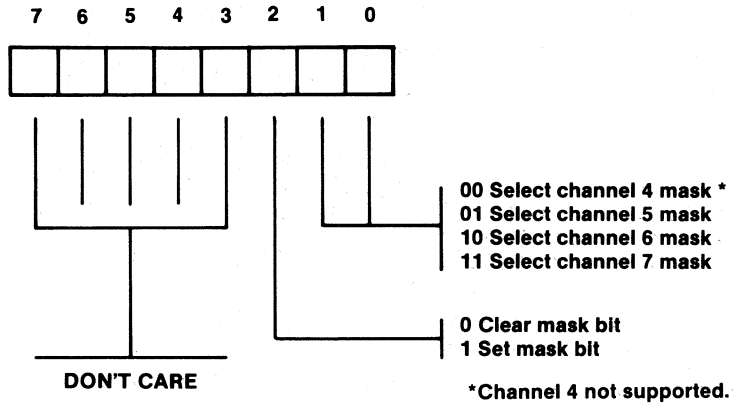 7 6 5 4 3 2 1 0
00 Select channel 4 mask *
01 Select channel 5 mask
10 Select channel 6 mask
11 Select channel 7 mask
0 Clear mask bit
1 Set mask bit
DON'T CARE
*Channel 4 not supported.